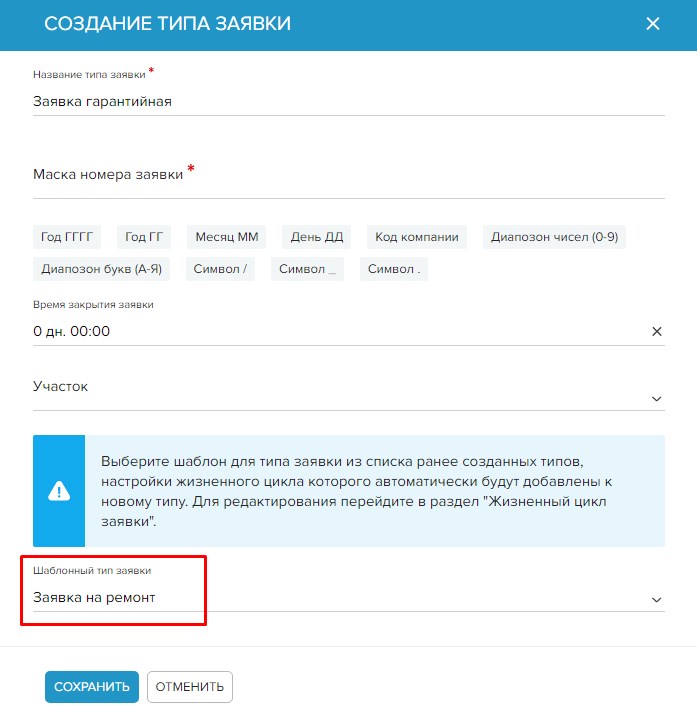 СОЗДАНИЕ ТИПА ЗАЯВКИ
Название типа заявки *
Заявка гарантийная
Маска номера заявки *
Год ГГГГ Год ГГ Месяц ММ День ДД Код компании Диапозон чисел (0-9)
Диапозон букв (А-Я) Символ / Символ _ Символ .
Время закрытия заявки
0 дн. 00:00
Участок
Выберите шаблон для типа заявки из списка ранее созданных типов,
настройки жизненного цикла которого автоматически будут добавлены к
новому типу. Для редактирования перейдите в раздел "Жизненный цикл
заявки".
Шаблонный тип заявки
Заявка на ремонт
СОХРАНИТЬ ОТМЕНИТЬ